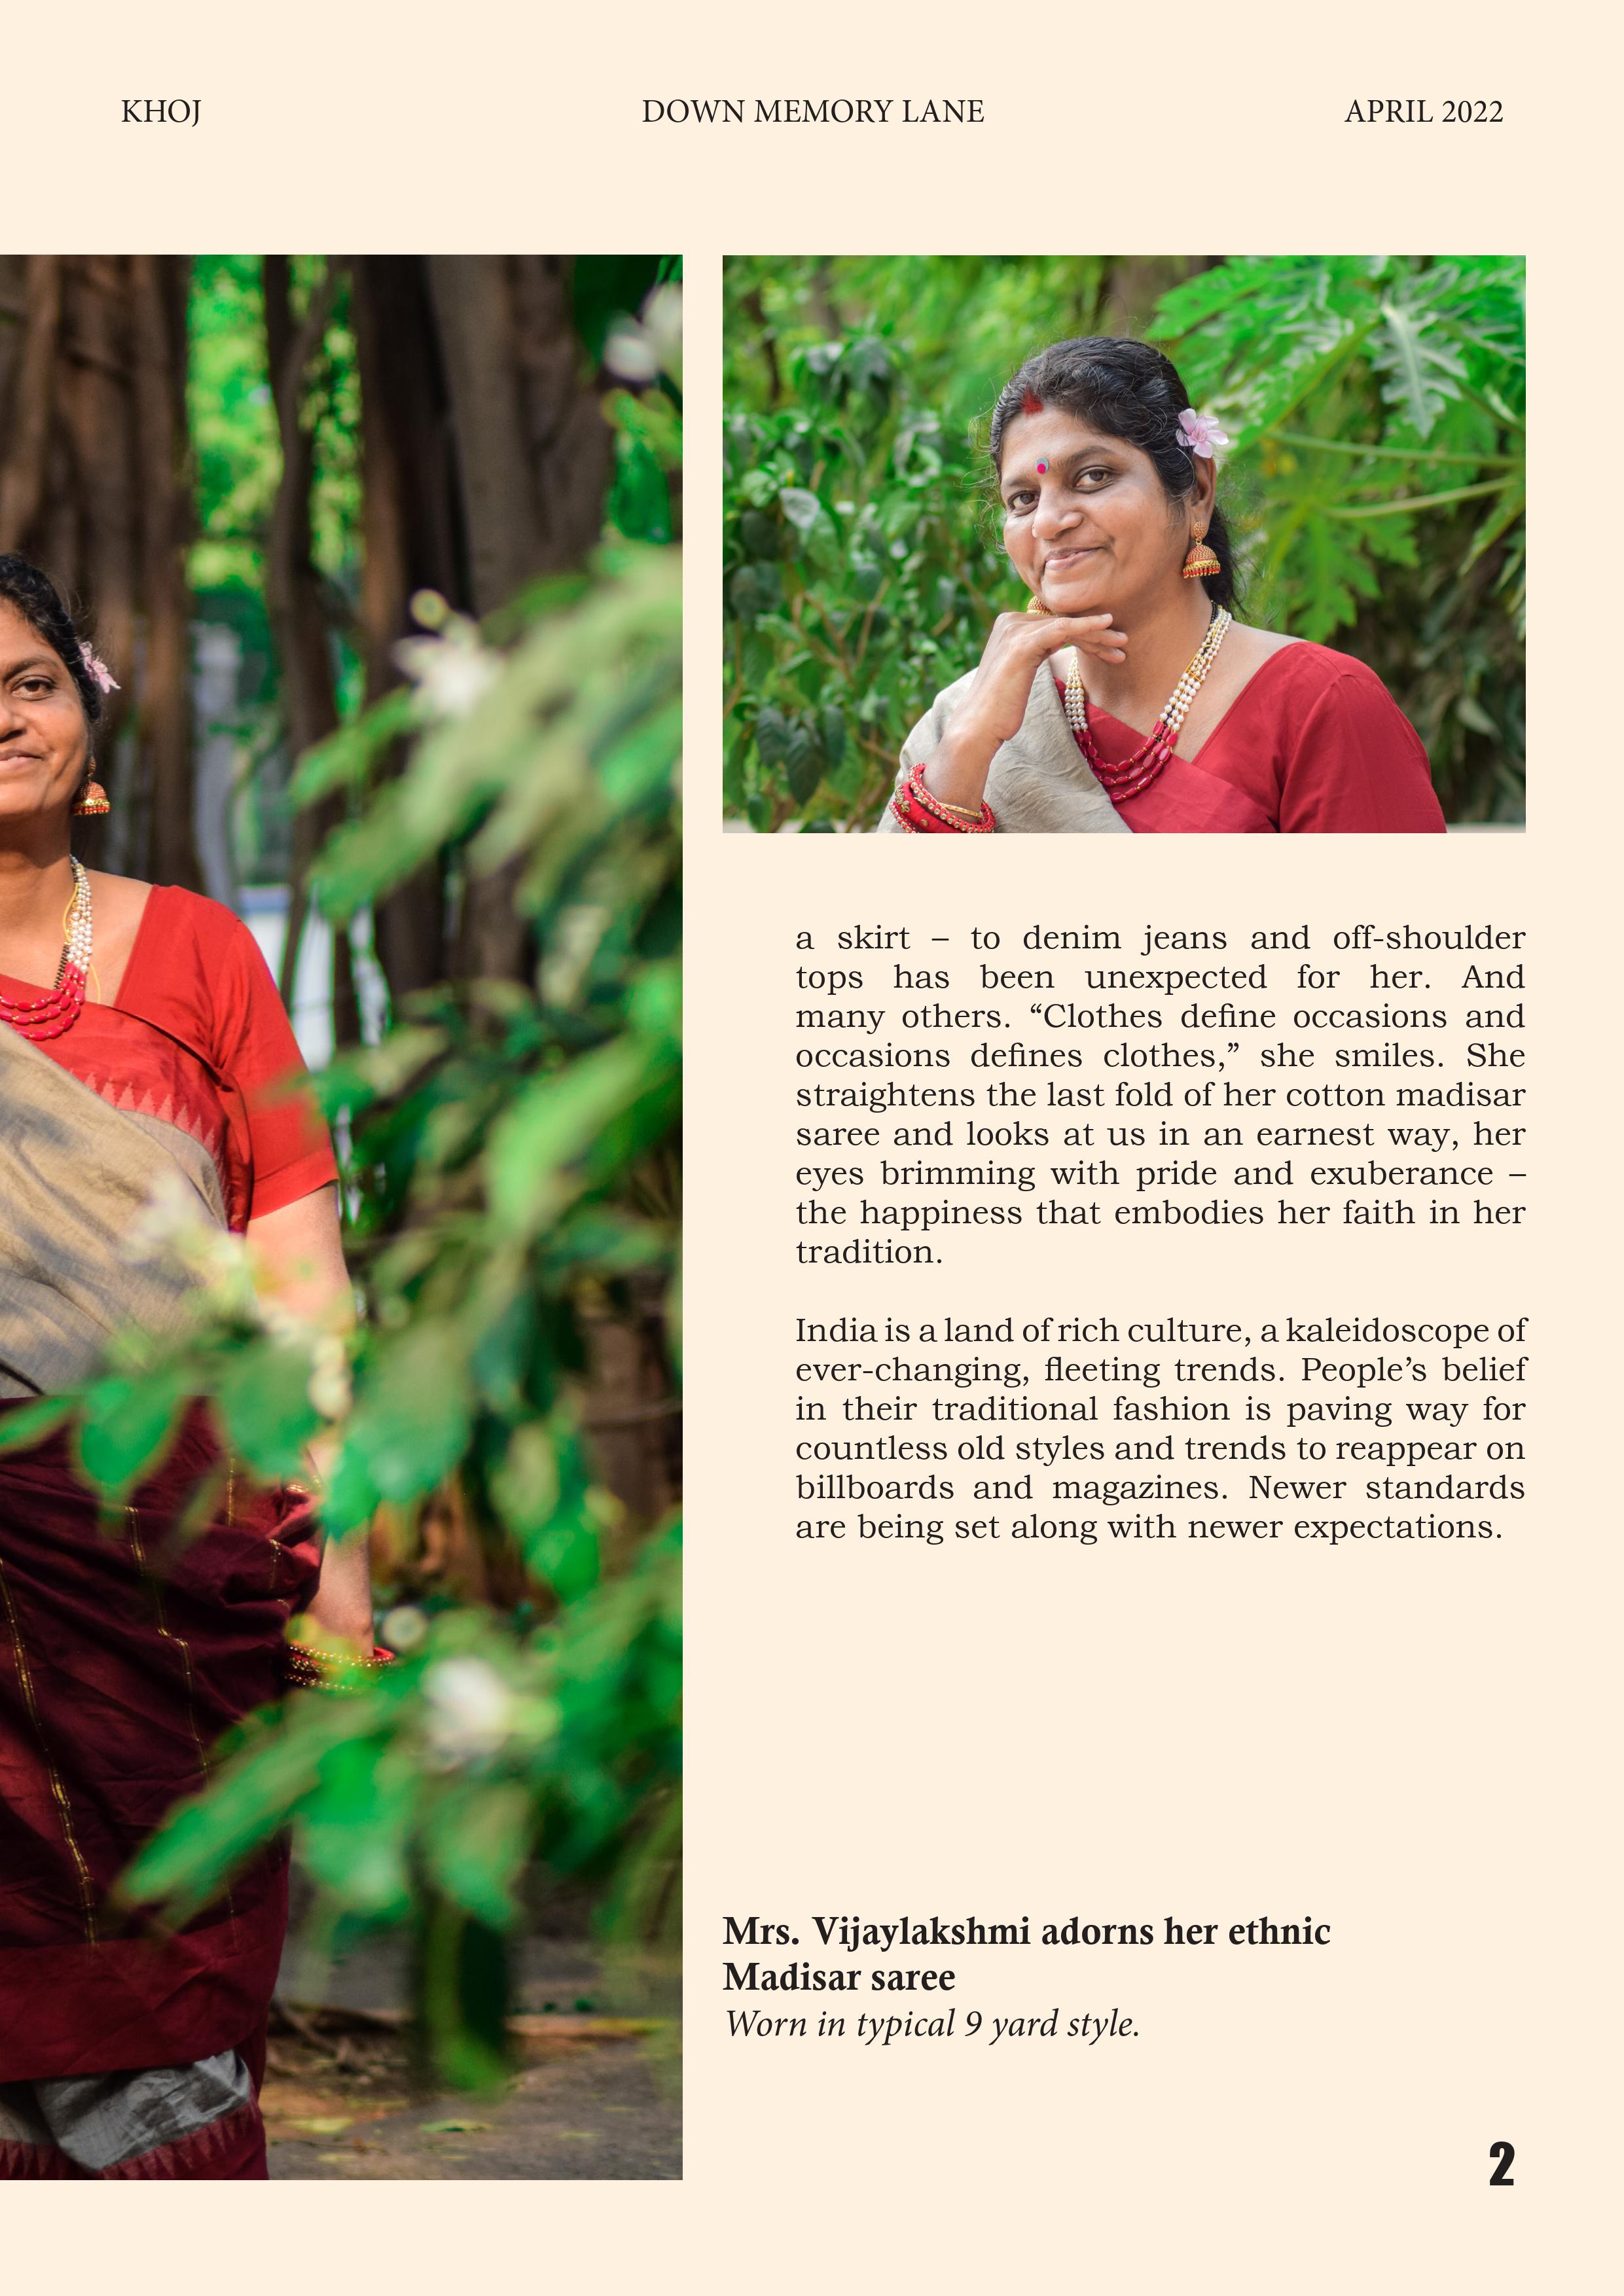 KHOJ
DOWN MEMORY LANE
APRIL 2022
a skirt – to denim jeans and off-shoulder
tops has been unexpected for her. And
many others. “Clothes define occasions and
occasions defines clothes,” she smiles. She
straightens the last fold of her cotton madisar
saree and looks at us in an earnest way, her
eyes brimming with pride and exuberance –
the happiness that embodies her faith in her
tradition.
India is a land of rich culture, a kaleidoscope of
ever-changing, fleeting trends. People’s belief
in their traditional fashion is paving way for
countless old styles and trends to reappear on
billboards and magazines. Newer standards
are being set along with newer expectations.
Mrs. Vijaylakshmi adorns her ethnic
Madisar saree
Worn in typical 9 yard style.
2